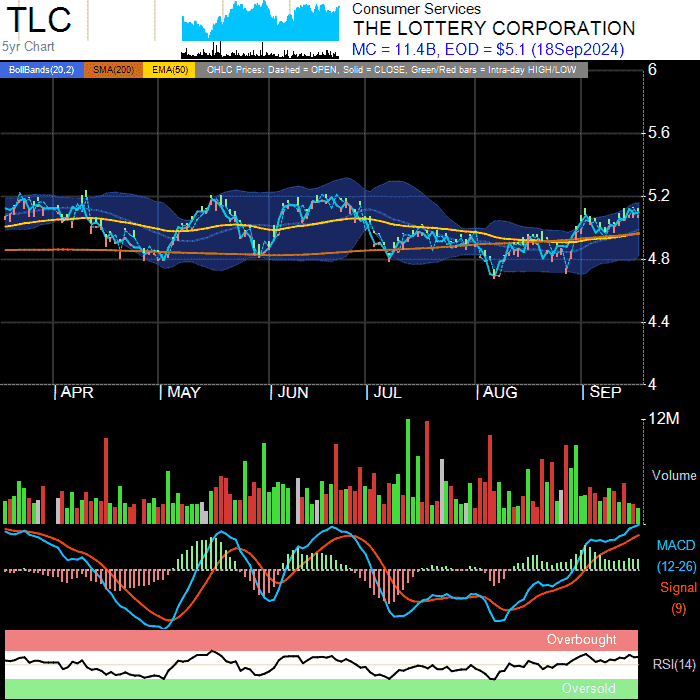 TLC
5yr Chart
Consumer Services
THE LOTTERY CORPORATION
MC = 11.4B, EOD = $5.1 (18Sep2024)
BollBands(20,2) SMA(200) EMA(50) OHLC Prices: Dashed = OPEN, Solid = CLOSE, Green/Red bars = Intra-day HIGH/LOW
6
5.6
5.2
4.8
4.4
4
APR MAY JUN JUL AUG SEP
12M
Volume
MACD
(12-26)
Signal
(9)
Overbought
RSI(14)
Oversold